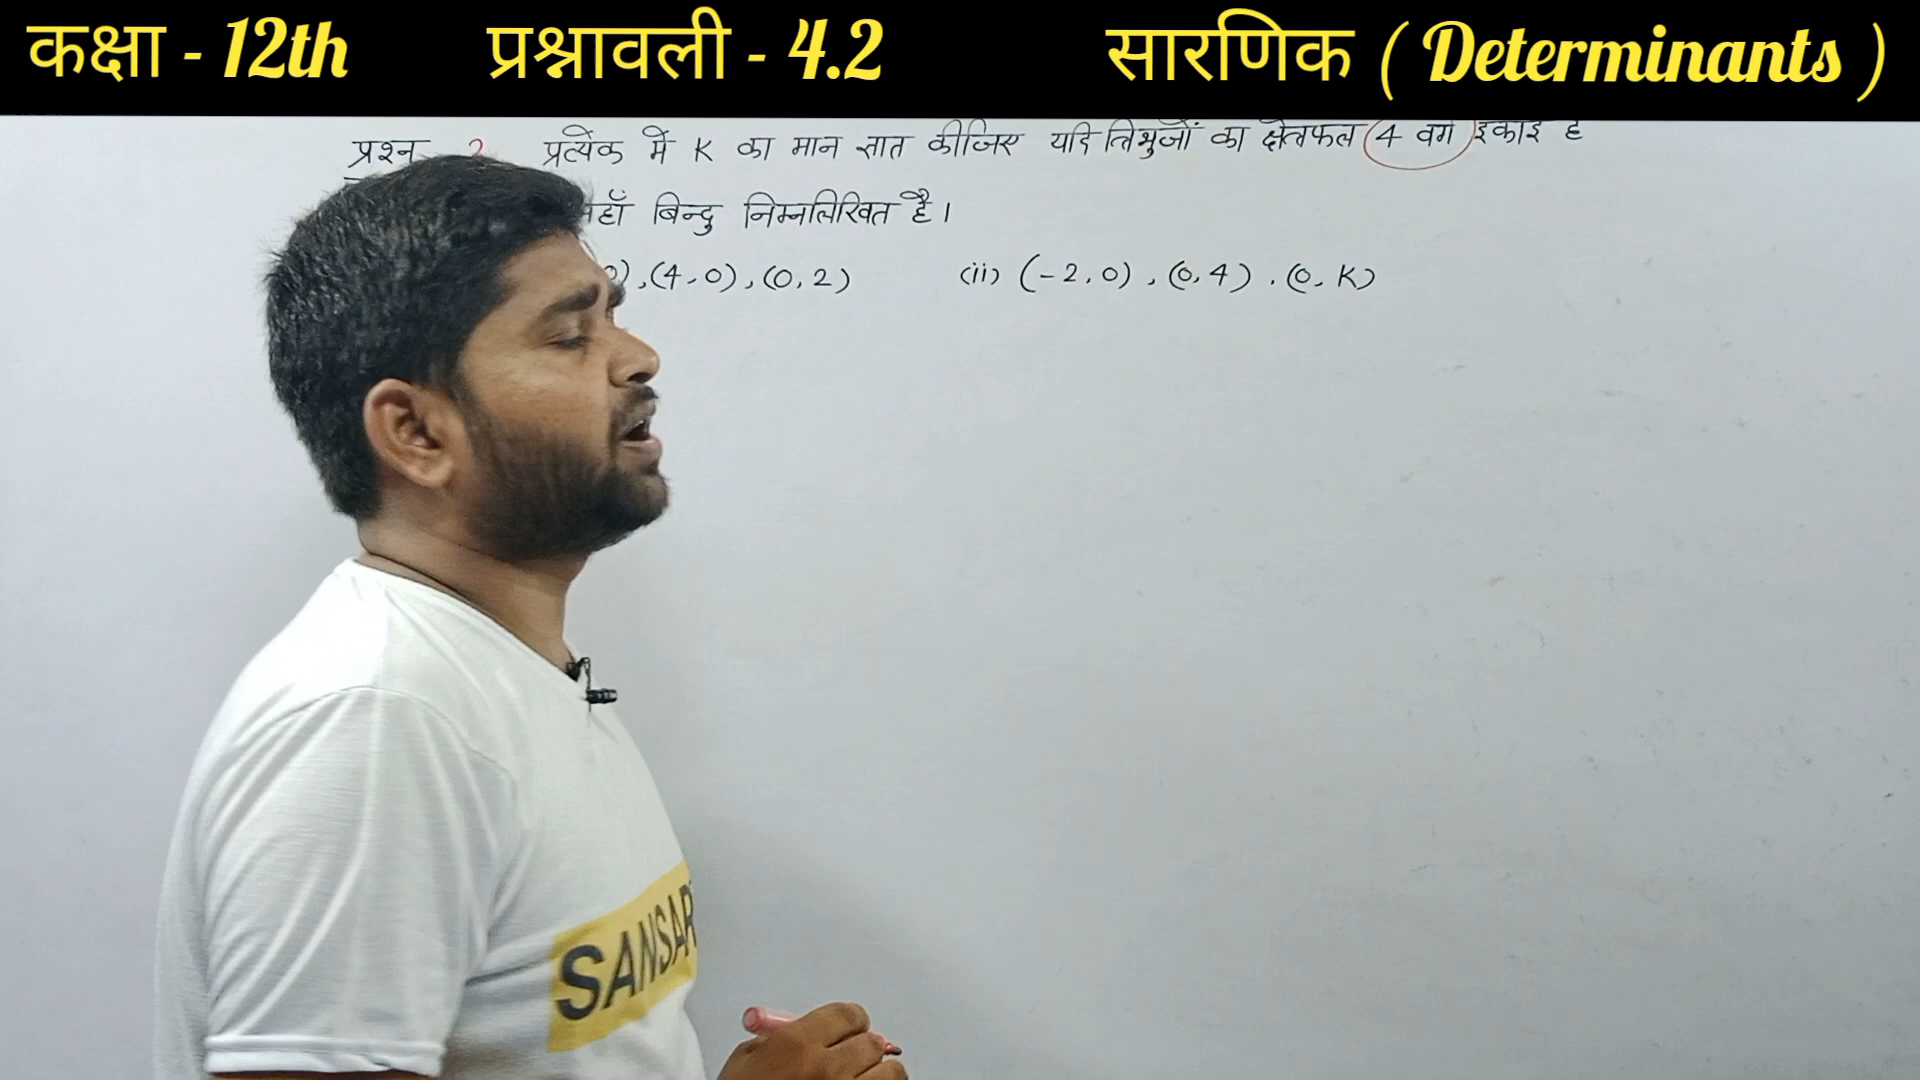 कक्षा - 12th प्रश्नावली - 4.2 सारणिक ( Determinants )
प्रश्न प्रत्येक में K का मान ज्ञात कीजिए यदि त्रिभुजों का क्षेत्रफल 4 वर्ग इकाई है
बिन्दु निम्नलिखित है।
,(4,0),(0,2) (ii) (-2,0),(0,4),(0,K)
SANSAR